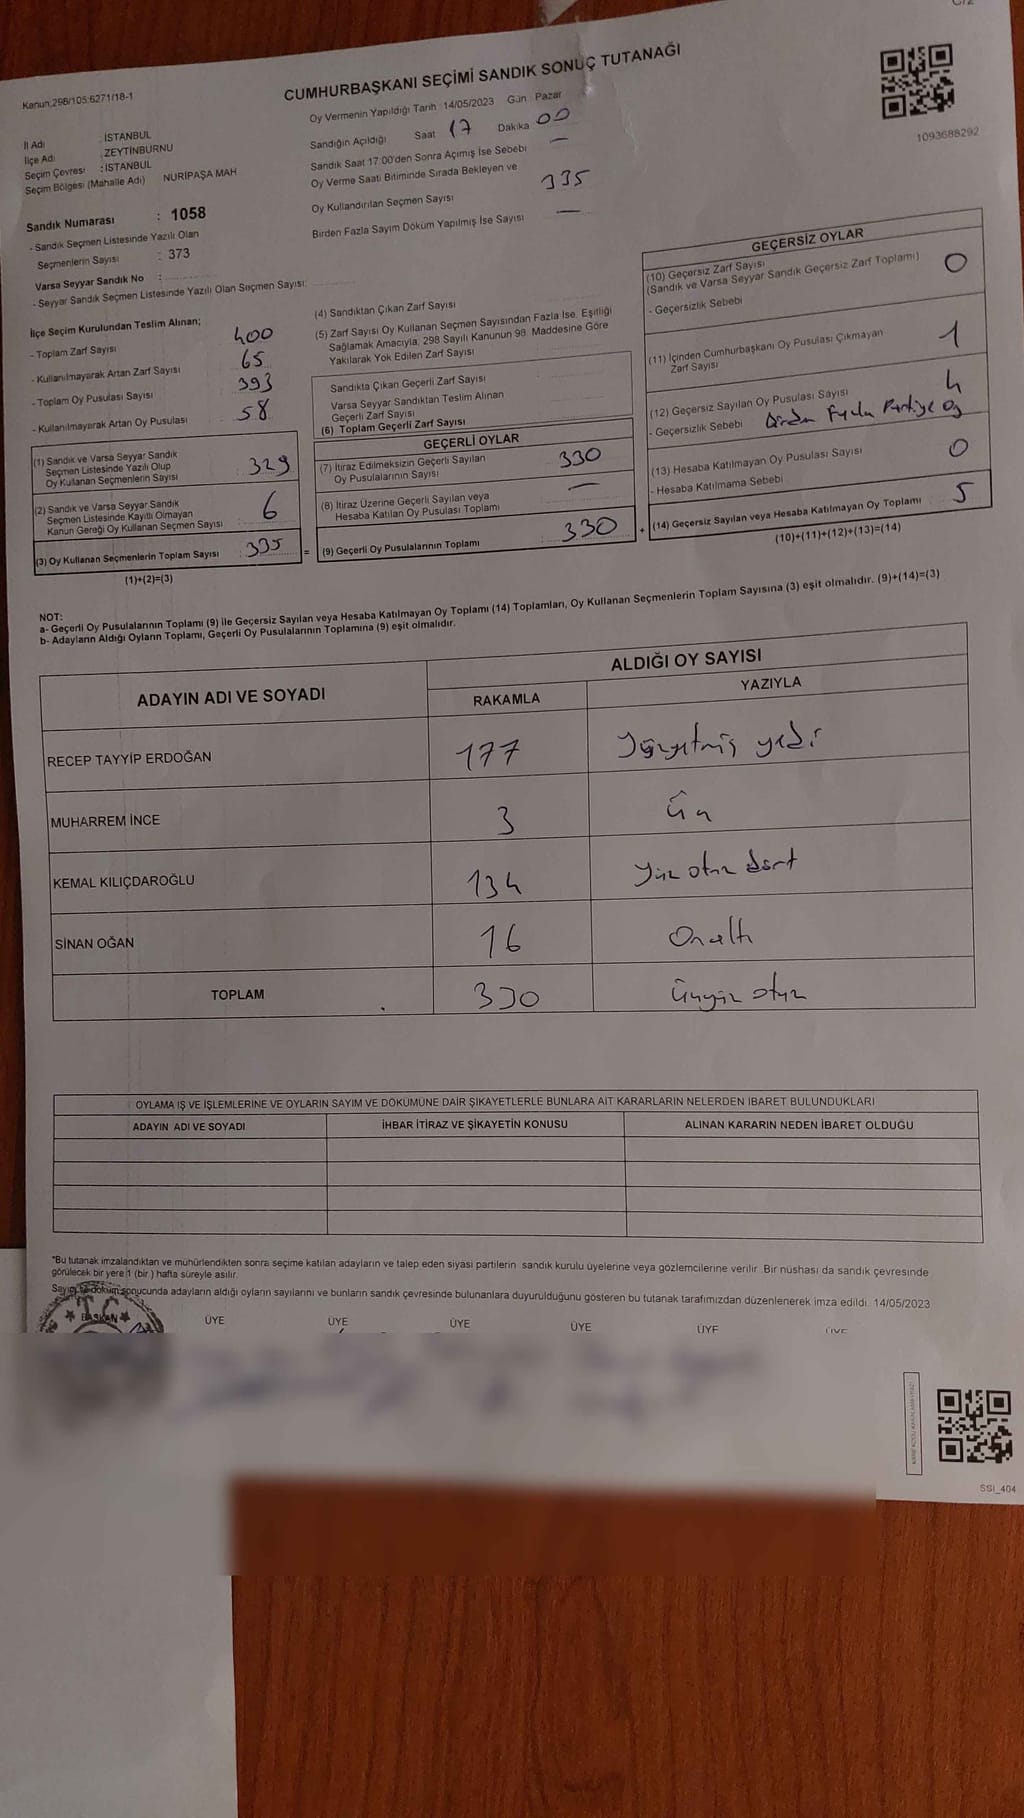 C/2
Kanun:298/105:6271/18-1
CUMHURBAŞKANI SEÇİMİ SANDIK SONUÇ TUTANAĞI
1093688292
İl Adı : İSTANBUL
İlçe Adı : ZEYTİNBURNU
Seçim Çevresi : İSTANBUL
Seçim Bölgesi (Mahalle Adı) NURİPAŞA MAH
Sandık Numarası : 1058
- Sandık Seçmen Listesinde Yazılı Olan
Seçmenlerin Sayısı : 373
Varsa Seyyar Sandık No :
- Seyyar Sandık Seçmen Listesinde Yazılı Olan Seçmen Sayısı:
Oy Vermenin Yapıldığı Tarih :14/05/2023 Gün : Pazar
Sandığın Açıldığı Saat 17 Dakika 00
Sandık Saat 17.00'den Sonra Açımış İse Sebebi —
Oy Verme Saati Bitiminde Sırada Bekleyen ve
Oy Kullandırılan Seçmen Sayısı 335
Birden Fazla Sayım Döküm Yapılmış İse Sayısı —
İlçe Seçim Kurulundan Teslim Alınan;
- Toplam Zarf Sayısı 400
- Kullanılmayarak Artan Zarf Sayısı 65
- Toplam Oy Pusulası Sayısı 393
- Kullanılmayarak Artan Oy Pusulası 58
(1) Sandık ve Varsa Seyyar Sandık
Seçmen Listesinde Yazılı Olup
Oy Kullanan Seçmenlerin Sayısı 329
(2) Sandık ve Varsa Seyyar Sandık
Seçmen Listesinde Kayıtlı Olmayan
Kanun Gereği Oy Kullanan Seçmen Sayısı 6
(3) Oy Kullanan Seçmenlerin Toplam Sayısı : 335 =
(1)+(2)=(3)
(4) Sandıktan Çıkan Zarf Sayısı
(5) Zarf Sayısı Oy Kullanan Seçmen Sayısından Fazla İse, Eşitliği
Sağlamak Amacıyla, 298 Sayılı Kanunun 98. Maddesine Göre
Yakılarak Yok Edilen Zarf Sayısı
Sandıkta Çıkan Geçerli Zarf Sayısı
Varsa Seyyar Sandıktan Teslim Alınan
Geçerli Zarf Sayısı
(6) Toplam Geçerli Zarf Sayısı
GEÇERLİ OYLAR
(7) İtiraz Edilmeksizin Geçerli Sayılan
Oy Pusulalarının Sayısı 330
(8) İtiraz Üzerine Geçerli Sayılan veya
Hesaba Katılan Oy Pusulası Toplamı —
(9) Geçerli Oy Pusulalarının Toplamı : 330 +
GEÇERSİZ OYLAR
(10) Geçersiz Zarf Sayısı
(Sandık ve Varsa Seyyar Sandık Geçersiz Zarf Toplamı) 0
- Geçersizlik Sebebi
(11) İçinden Cumhurbaşkanı Oy Pusulası Çıkmayan
Zarf Sayısı 1
(12) Geçersiz Sayılan Oy Pusulası Sayısı 4
- Geçersizlik Sebebi Birden Fazla Partiye Oy
(13) Hesaba Katılmayan Oy Pusulası Sayısı 0
- Hesaba Katılmama Sebebi
(14) Geçersiz Sayılan veya Hesaba Katılmayan Oy Toplamı : 5
(10)+(11)+(12)+(13)=(14)
NOT:
a- Geçerli Oy Pusulalarının Toplamı (9) ile Geçersiz Sayılan veya Hesaba Katılmayan Oy Toplamı (14) Toplamları, Oy Kullanan Seçmenlerin Toplam Sayısına (3) eşit olmalıdır. (9)+(14)=(3)
b- Adayların Aldığı Oyların Toplamı, Geçerli Oy Pusulalarının Toplamına (9) eşit olmalıdır.
ADAYIN ADI VE SOYADI ALDIĞI OY SAYISI
RAKAMLA YAZIYLA
RECEP TAYYİP ERDOĞAN 177 Yüzyetmiş yedi
MUHARREM İNCE 3 Üç
KEMAL KILIÇDAROĞLU 134 Yüz otuz dört
SİNAN OĞAN 16 Onaltı
TOPLAM 330 Üçyüz otuz
OYLAMA İŞ VE İŞLEMLERİNE VE OYLARIN SAYIM VE DÖKÜMÜNE DAİR ŞİKAYETLERLE BUNLARA AİT KARARLARIN NELERDEN İBARET BULUNDUKLARI
ADAYIN ADI VE SOYADI İHBAR İTİRAZ VE ŞİKAYETİN KONUSU ALINAN KARARIN NEDEN İBARET OLDUĞU
*Bu tutanak imzalandıktan ve mühürlendikten sonra seçime katılan adayların ve talep eden siyasi partilerin sandık kurulu üyelerine veya gözlemcilerine verilir. Bir nüshası da sandık çevresinde
görülecek bir yere 1 (bir) hafta süreyle asılır.
Sayım ve döküm sonucunda adayların aldığı oyların sayılarını ve bunların sandık çevresinde bulunanlara duyurulduğunu gösteren bu tutanak tarafımızdan düzenlenerek imza edildi. 14/05/2023
T.C.
BAŞKAN ÜYE ÜYE ÜYE ÜYE ÜYE ÜYE
SSI_404